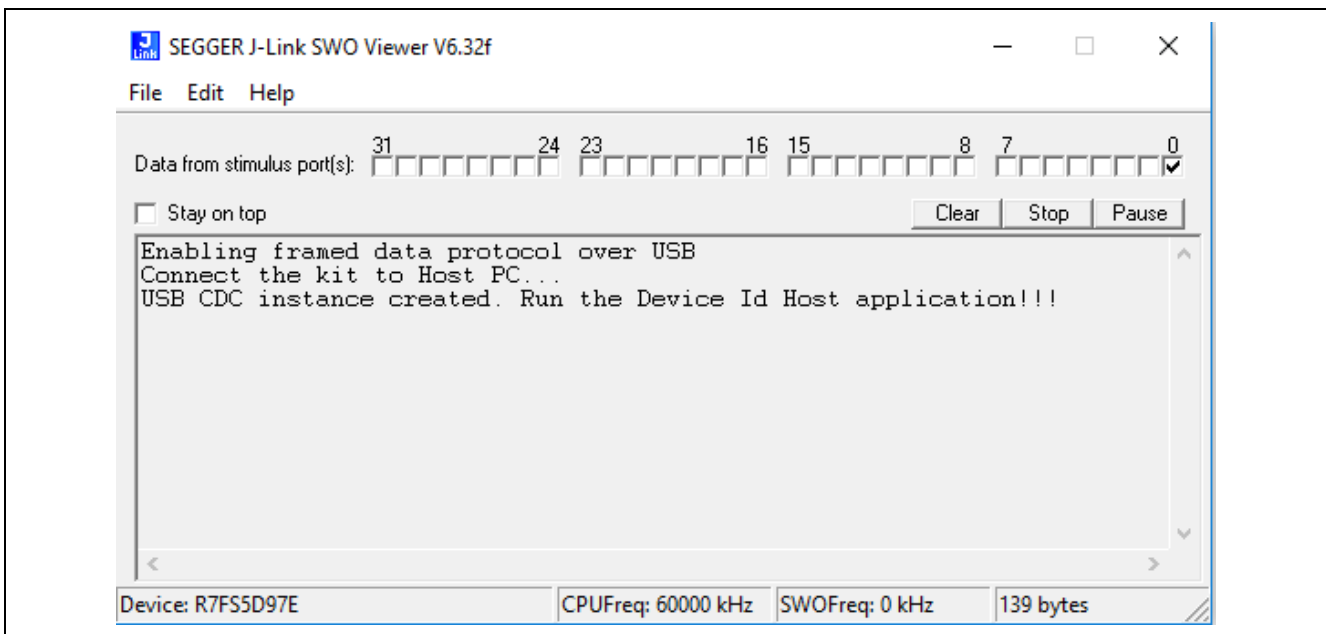 J Link SEGGER J-Link SWO Viewer V6.32f
File Edit Help
31 24 23 16 15 8 7 0
Data from stimulus port(s):
Stay on top Clear Stop Pause
Enabling framed data protocol over USB
Connect the kit to Host PC...
USB CDC instance created. Run the Device Id Host application!!!
Device: R7FS5D97E CPUFreq: 60000 kHz SWOFreq: 0 kHz 139 bytes